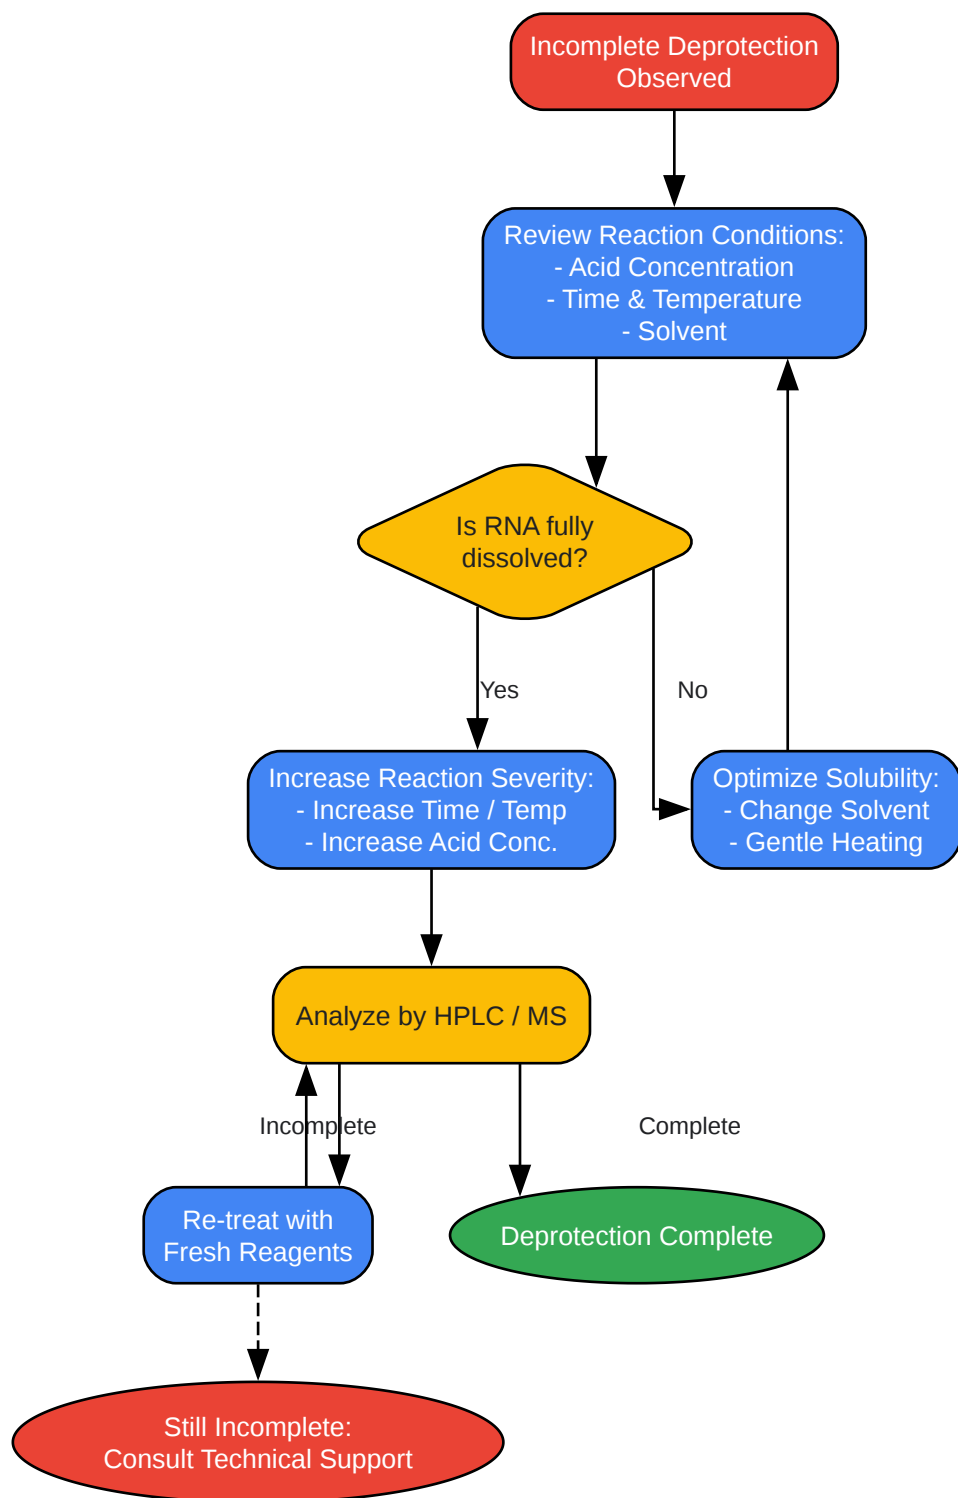 Incomplete Deprotection
Observed
Review Reaction Conditions:
- Acid Concentration
- Time & Temperature
- Solvent
Is RNA fully
dissolved?
Yes
No
Increase Reaction Severity:
- Increase Time / Temp
- Increase Acid Conc.
Optimize Solubility:
- Change Solvent
- Gentle Heating
Analyze by HPLC / MS
Incomplete
Complete
Re-treat with
Fresh Reagents
Deprotection Complete
Still Incomplete:
Consult Technical Support